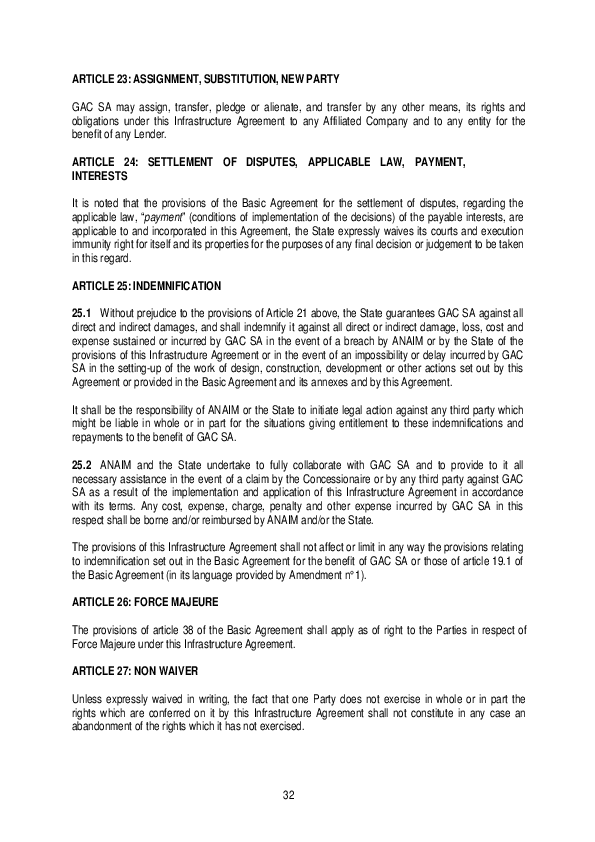 ARTICLE 23: ASSIGNMENT, SUBSTITUTION, NEW PARTY
GAC SA may assign, transfer, pledge or alienate, and transfer by any other means, its rights and
obligations under this Infrastructure Agreement to any Affiliated Company and to any entity for the
benefit of any Lender.
ARTICLE 24: SETTLEMENT OF DISPUTES, APPLICABLE LAW, PAYMENT,
INTERESTS
It is noted that the provisions of the Basic Agreement for the settlement of disputes, regarding the
applicable law, “payment” (conditions of implementation of the decisions) of the payable interests, are
applicable to and incorporated in this Agreement, the State expressly waives its courts and execution
immunity right for itself and its properties for the purposes of any final decision or judgement to be taken
in this regard.
ARTICLE 25: INDEMNIFICATION
25.1 Without prejudice to the provisions of Article 21 above, the State guarantees GAC SA against all
direct and indirect damages, and shall indemnify it against all direct or indirect damage, loss, cost and
expense sustained or incurred by GAC SA in the event of a breach by ANAIM or by the State of the
provisions of this Infrastructure Agreement or in the event of an impossibility or delay incurred by GAC
SA in the setting-up of the work of design, construction, development or other actions set out by this
Agreement or provided in the Basic Agreement and its annexes and by this Agreement.
It shall be the responsibility of ANAIM or the State to initiate legal action against any third party which
might be liable in whole or in part for the situations giving entitlement to these indemnifications and
repayments to the benefit of GAC SA.
25.2 ANAIM and the State undertake to fully collaborate with GAC SA and to provide to it all
necessary assistance in the event of a claim by the Concessionaire or by any third party against GAC
SA as a result of the implementation and application of this Infrastructure Agreement in accordance
with its terms. Any cost, expense, charge, penalty and other expense incurred by GAC SA in this
respect shall be borne and/or reimbursed by ANAIM and/or the State.
The provisions of this Infrastructure Agreement shall not affect or limit in any way the provisions relating
to indemnification set out in the Basic Agreement for the benefit of GAC SA or those of article 19.1 of
the Basic Agreement (in its language provided by Amendment n°1).
ARTICLE 26: FORCE MAJEURE
The provisions of article 38 of the Basic Agreement shall apply as of right to the Parties in respect of
Force Majeure under this Infrastructure Agreement.
ARTICLE 27: NON WAIVER
Unless expressly waived in writing, the fact that one Party does not exercise in whole or in part the
rights which are conferred on it by this Infrastructure Agreement shall not constitute in any case an
abandonment of the rights which it has not exercised.
32